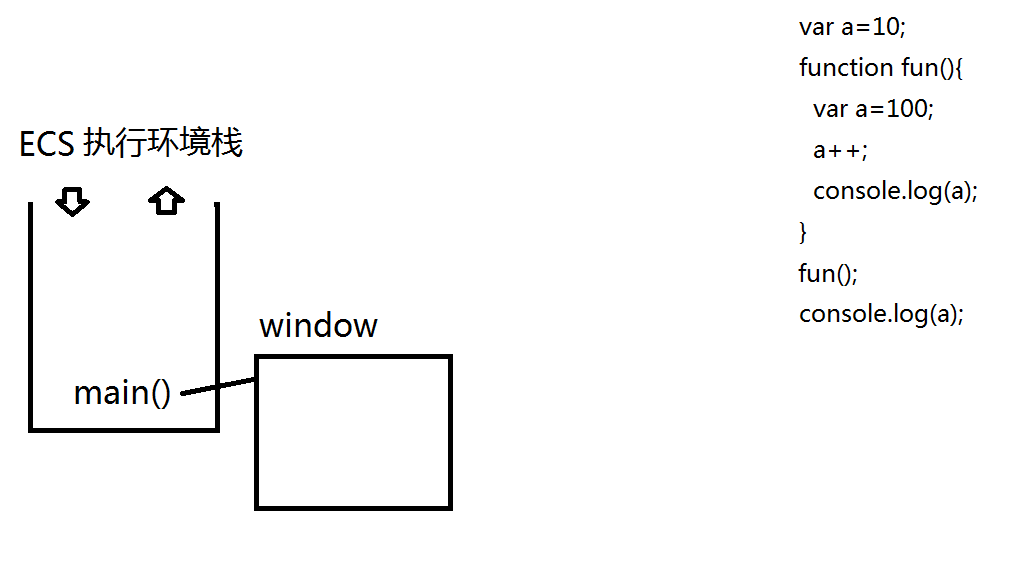 ECS 执行环境栈
window
main()
var a=10;
function fun(){
var a=100;
a++;
console.log(a);
}
fun();
console.log(a);